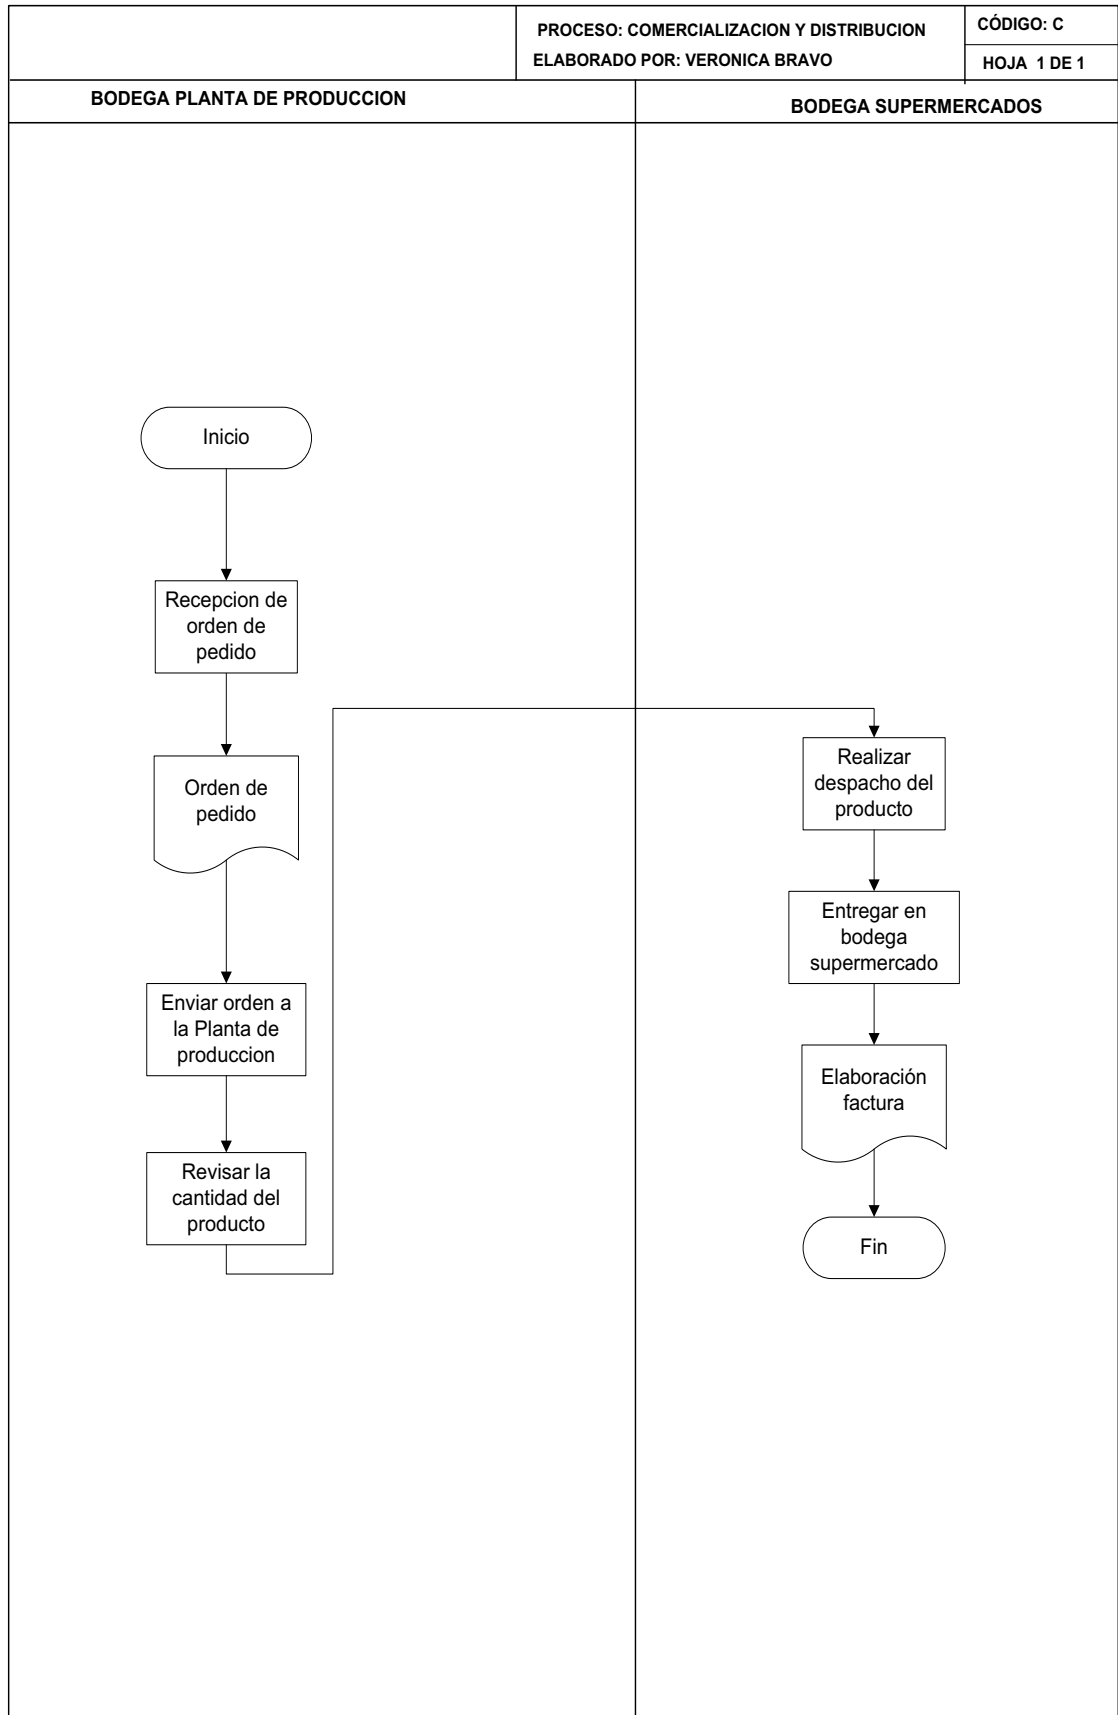 PROCESO: COMERCIALIZACION Y DISTRIBUCION
ELABORADO POR: VERONICA BRAVO
CÓDIGO: C
HOJA 1 DE 1
BODEGA PLANTA DE PRODUCCION
BODEGA SUPERMERCADOS
Inicio
Recepcion de
orden de
pedido
Orden de
pedido
Enviar orden a
la Planta de
produccion
Revisar la
cantidad del
producto
Realizar
despacho del
producto
Entregar en
bodega
supermercado
Elaboración
factura
Fin